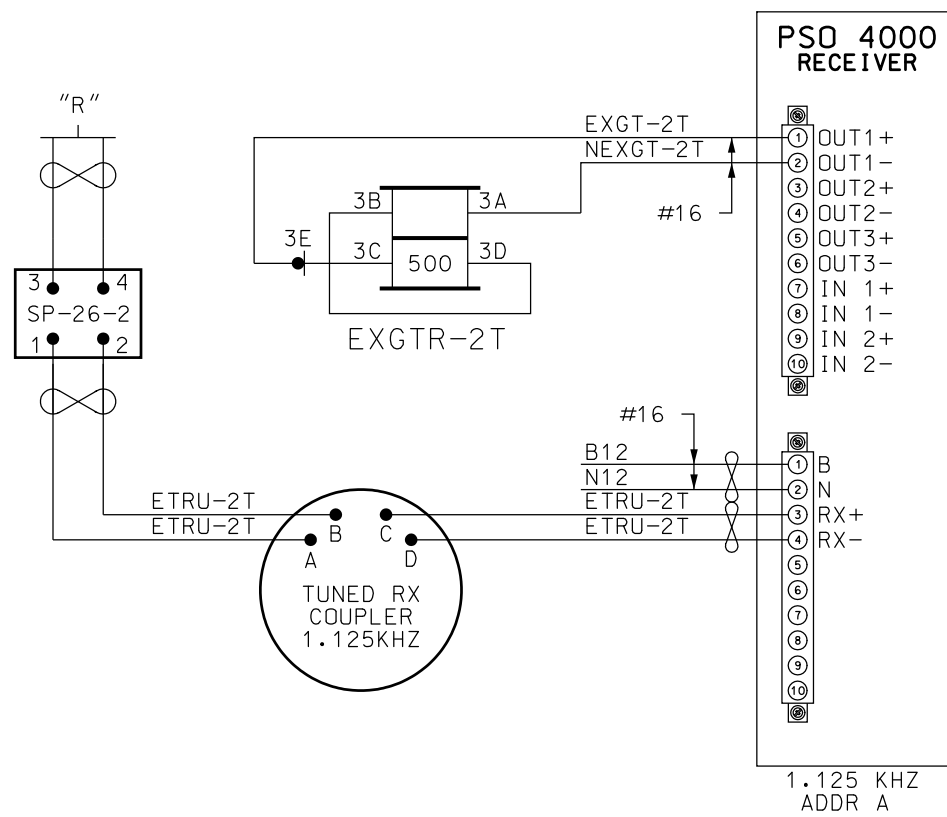 PSO 4000
RECEIVER
"R"
EXGT-2T
NEXGT-2T
#16
1 OUT1+
2 OUT1-
3 OUT2+
4 OUT2-
5 OUT3+
6 OUT3-
7 IN 1+
8 IN 1-
9 IN 2+
10 IN 2-
3B
3A
3E
3C
500
3D
EXGTR-2T
3
4
SP-26-2
1
2
#16
B12
N12
ETRU-2T
ETRU-2T
1 B
2 N
3 RX+
4 RX-
5
6
7
8
9
10
ETRU-2T
ETRU-2T
B
C
A
D
TUNED RX
COUPLER
1.125KHZ
1.125 KHZ
ADDR A